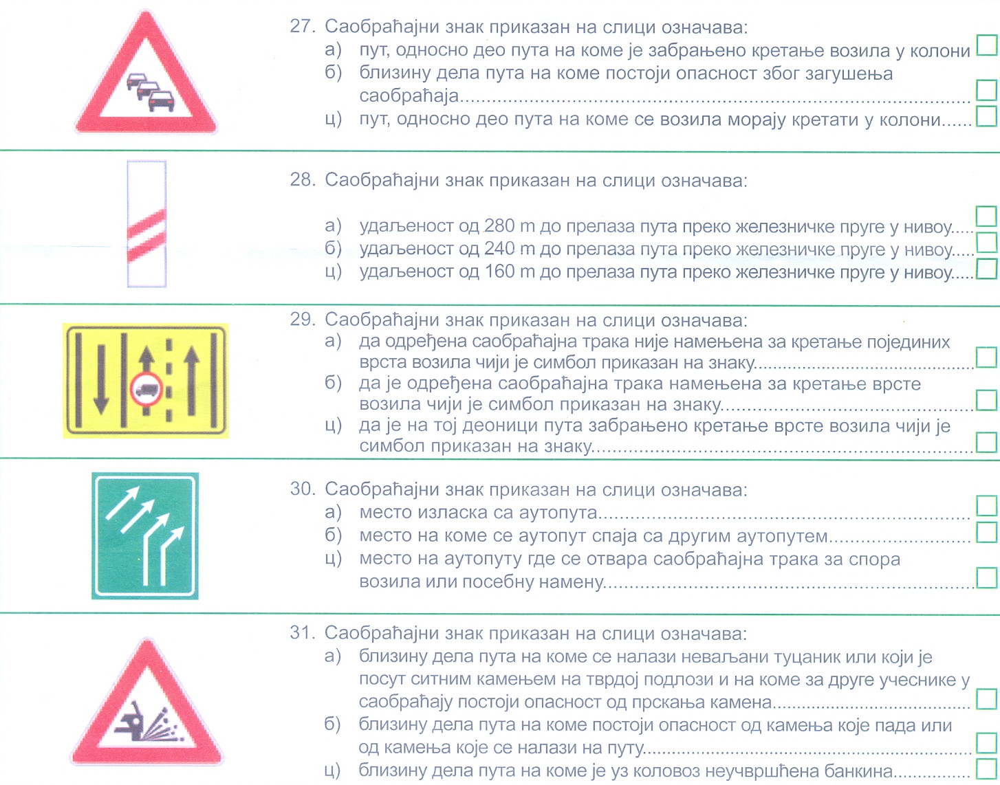 27. Саобраћајни знак приказан на слици означава:
а) пут, односно део пута на коме је забрањено кретање возила у колони
б) близину дела пута на коме постоји опасност због загушења
саобраћаја.......................................................................................
ц) пут, односно део пута на коме се возила морају кретати у колони......
28. Саобраћајни знак приказан на слици означава:
а) удаљеност од 280 m до прелаза пута преко железничке пруге у нивоу.....
б) удаљеност од 240 m до прелаза пута преко железничке пруге у нивоу.....
ц) удаљеност од 160 m до прелаза пута преко железничке пруге у нивоу.....
29. Саобраћајни знак приказан на слици означава:
а) да одређена саобраћајна трака није намењена за кретање појединих
врста возила чији је симбол приказан на знаку.......................................
б) да је одређена саобраћајна трака намењена за кретање врсте
возила чији је симбол приказан на знаку.............................................
ц) да је на тој деоници пута забрањено кретање врсте возила чији је
симбол приказан на знаку...................................................................
30. Саобраћајни знак приказан на слици означава:
а) место изласка са аутопута.................................................................
б) место на коме се аутопут спаја са другим аутопутем.........................
ц) место на аутопуту где се отвара саобраћајна трака за спора
возила или посебну намену.................................................................
31. Саобраћајни знак приказан на слици означава:
а) близину дела пута на коме се налази неваљани туцаник или који је
посут ситним камењем на тврдој подлози и на коме за друге учеснике у
саобраћају постоји опасност од прскања камена..................................
б) близину дела пута на коме постоји опасност од камења које пада или
од камења које се налази на путу.........................................................
ц) близину дела пута на коме је уз коловоз неучвршћена банкина.............